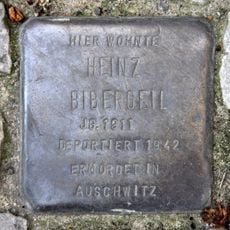 HIER WOHNTE
HEINZ
BIBERGEIL
JG. 1911
DEPORTIERT 1942
ERMORDET IN
AUSCHWITZ